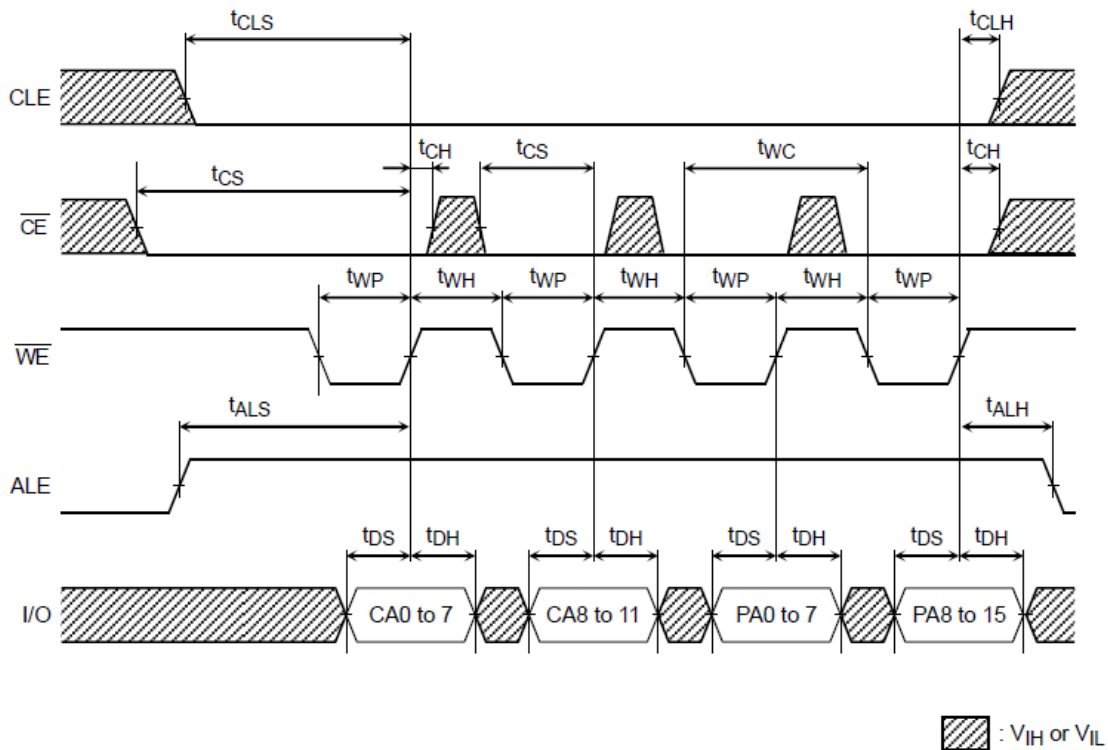 tCLS tCLH
CLE
tCH tCS tWC tCH
tCS
CE
tWP tWH tWP tWH tWP tWH tWP
WE
tALS tALH
ALE
tDS tDH tDS tDH tDS tDH tDS tDH
I/O CA0 to 7 CA8 to 11 PA0 to 7 PA8 to 15
: VIH or VIL